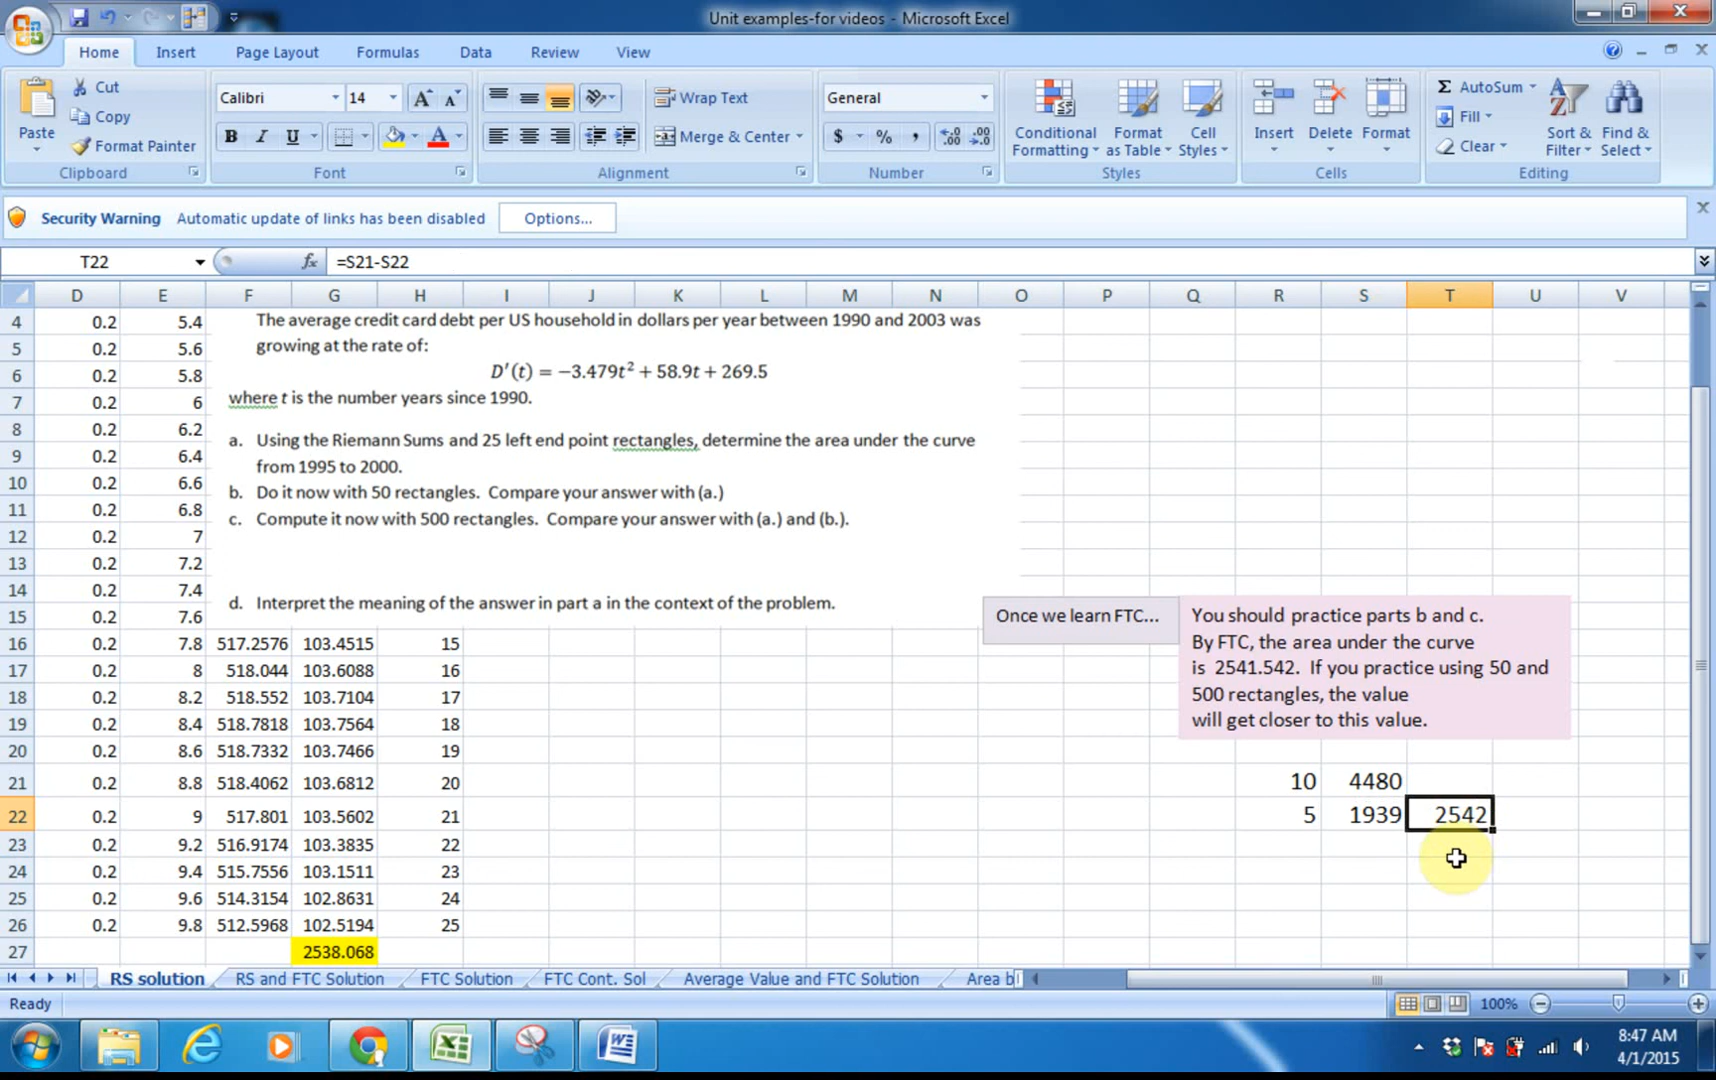 Unit examples-for videos - Microsoft Excel
Home Insert Page Layout Formulas Data Review View
Paste
Cut
Copy
Format Painter
Clipboard
Calibri 14
B I U
Font
Wrap Text
Merge & Center
Alignment
General
$ % ,
Number
Conditional Formatting
Format as Table
Cell Styles
Styles
Insert Delete Format
Cells
Σ AutoSum
Fill
Clear
Sort & Filter
Find & Select
Editing
Security Warning Automatic update of links has been disabled Options...
T22 fx =S21-S22
D E F G H I J K L M N O P Q R S T U V
4 0.2 5.4
5 0.2 5.6
6 0.2 5.8
7 0.2 6
8 0.2 6.2
9 0.2 6.4
10 0.2 6.6
11 0.2 6.8
12 0.2 7
13 0.2 7.2
14 0.2 7.4
15 0.2 7.6
16 0.2 7.8 517.2576 103.4515 15
17 0.2 8 518.044 103.6088 16
18 0.2 8.2 518.552 103.7104 17
19 0.2 8.4 518.7818 103.7564 18
20 0.2 8.6 518.7332 103.7466 19
21 0.2 8.8 518.4062 103.6812 20 10 4480
22 0.2 9 517.801 103.5602 21 5 1939 2542
23 0.2 9.2 516.9174 103.3835 22
24 0.2 9.4 515.7556 103.1511 23
25 0.2 9.6 514.3154 102.8631 24
26 0.2 9.8 512.5968 102.5194 25
27 2538.068
The average credit card debt per US household in dollars per year between 1990 and 2003 was
growing at the rate of:
D′(t) = −3.479t² + 58.9t + 269.5
where t is the number years since 1990.
a. Using the Riemann Sums and 25 left end point rectangles, determine the area under the curve
from 1995 to 2000.
b. Do it now with 50 rectangles. Compare your answer with (a.)
c. Compute it now with 500 rectangles. Compare your answer with (a.) and (b.).
d. Interpret the meaning of the answer in part a in the context of the problem.
Once we learn FTC...
You should practice parts b and c.
By FTC, the area under the curve
is 2541.542. If you practice using 50 and
500 rectangles, the value
will get closer to this value.
RS solution RS and FTC Solution FTC Solution FTC Cont. Sol Average Value and FTC Solution Area b
Ready 100%
8:47 AM
4/1/2015